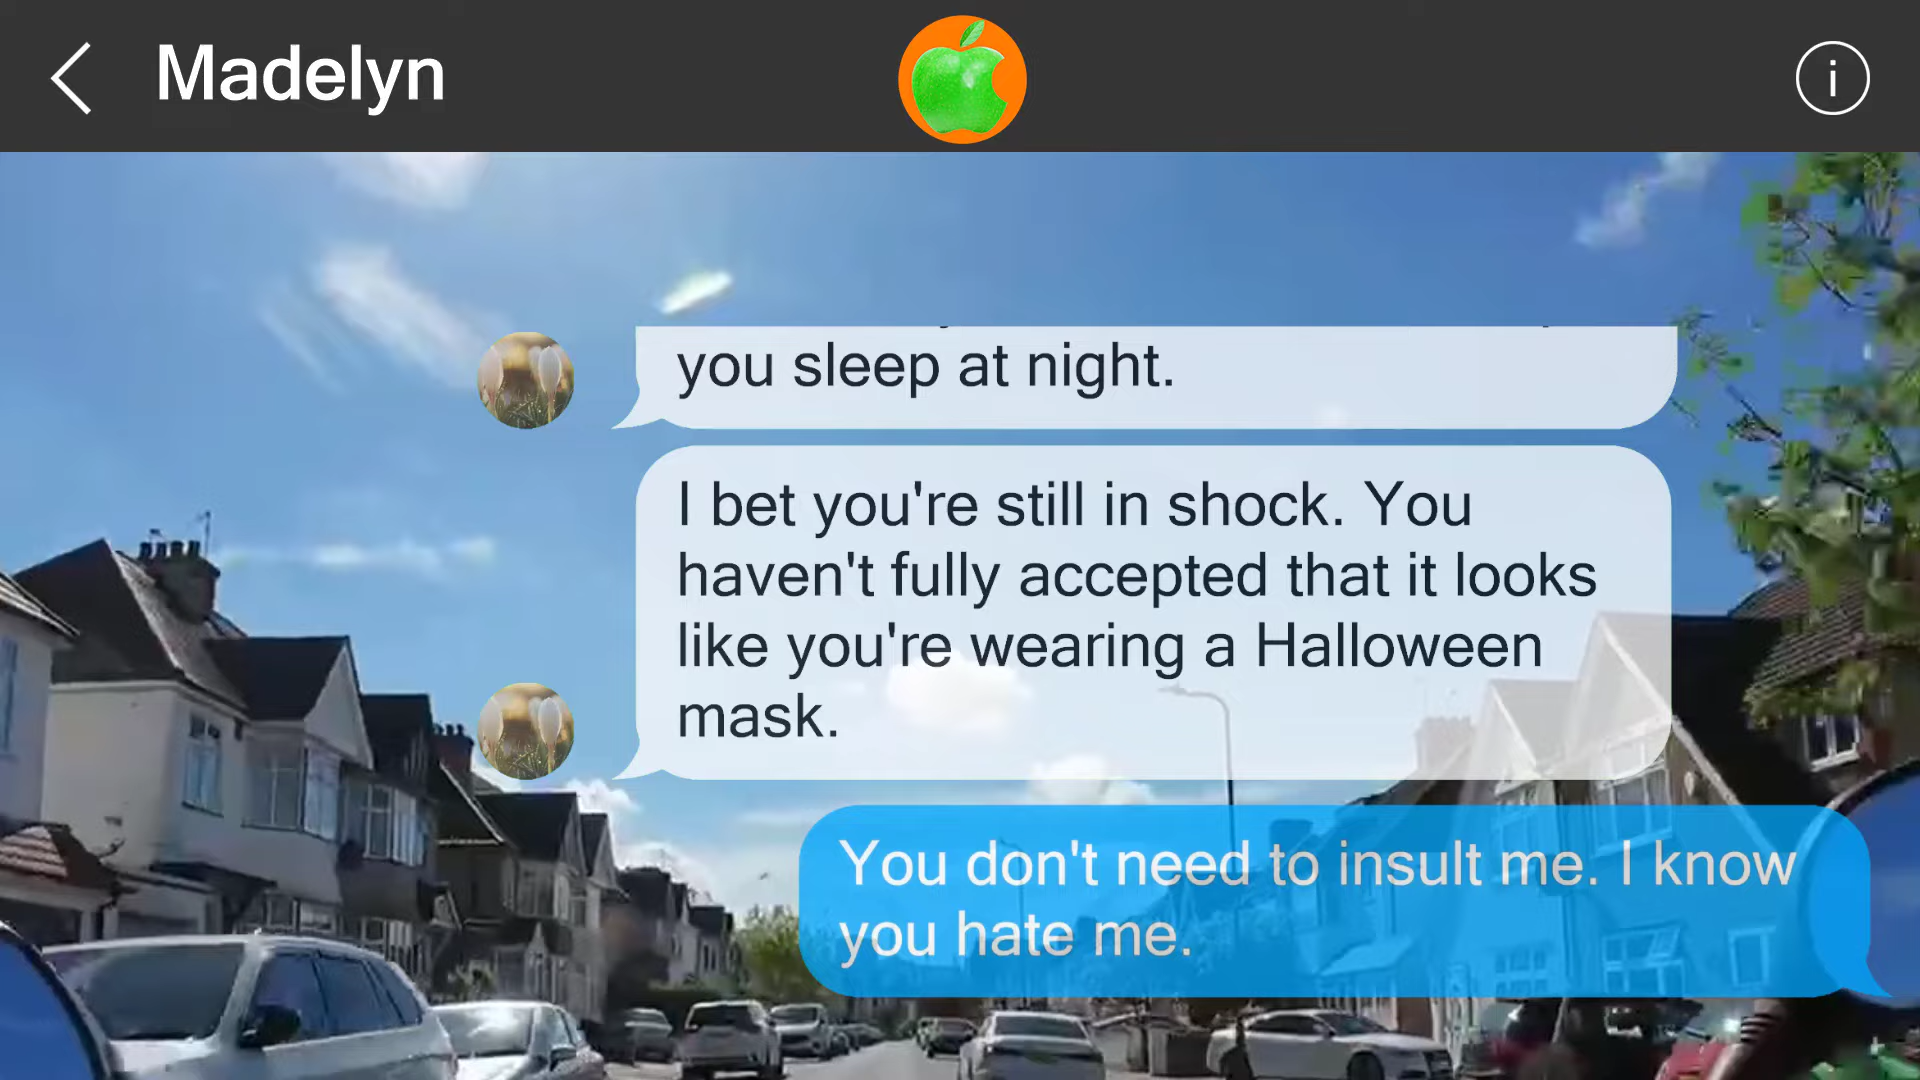 Madelyn
i
you sleep at night.
I bet you're still in shock. You
haven't fully accepted that it looks
like you're wearing a Halloween
mask.
You don't need to insult me. I know
you hate me.